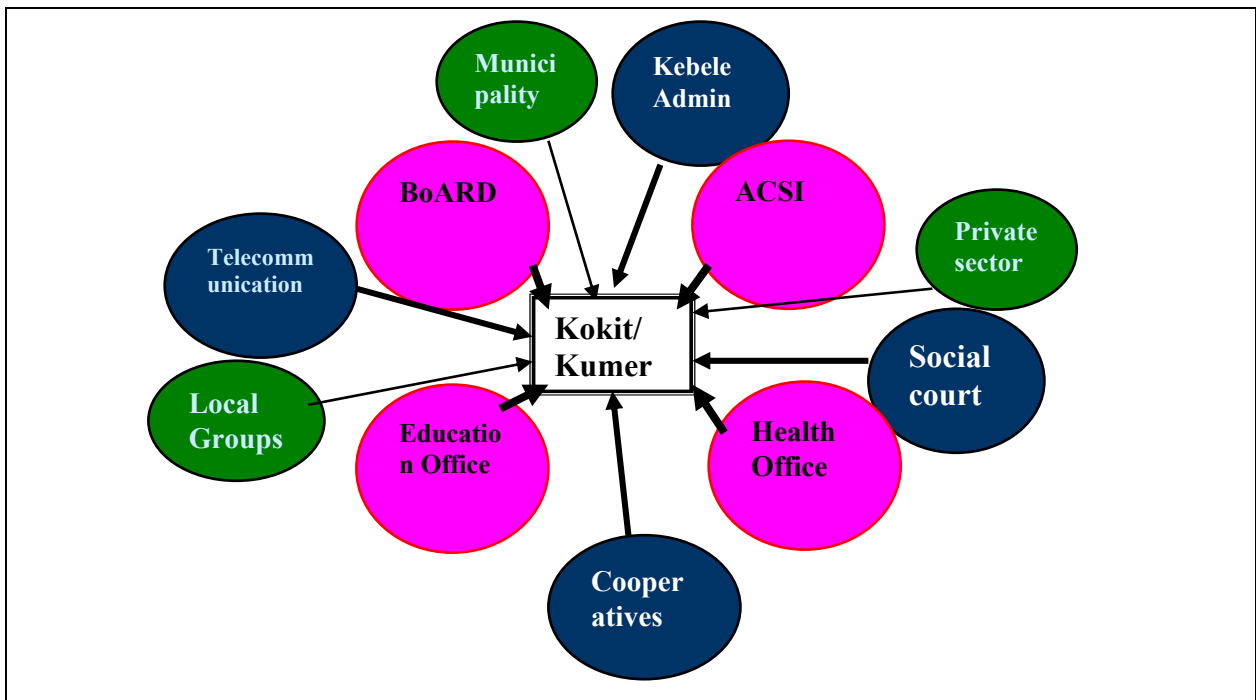 Munici
pality
Kebele
Admin
BoARD
ACSI
Telecomm
unication
Private
sector
Kokit/
Kumer
Social
court
Local
Groups
Educatio
n Office
Health
Office
Cooper
atives